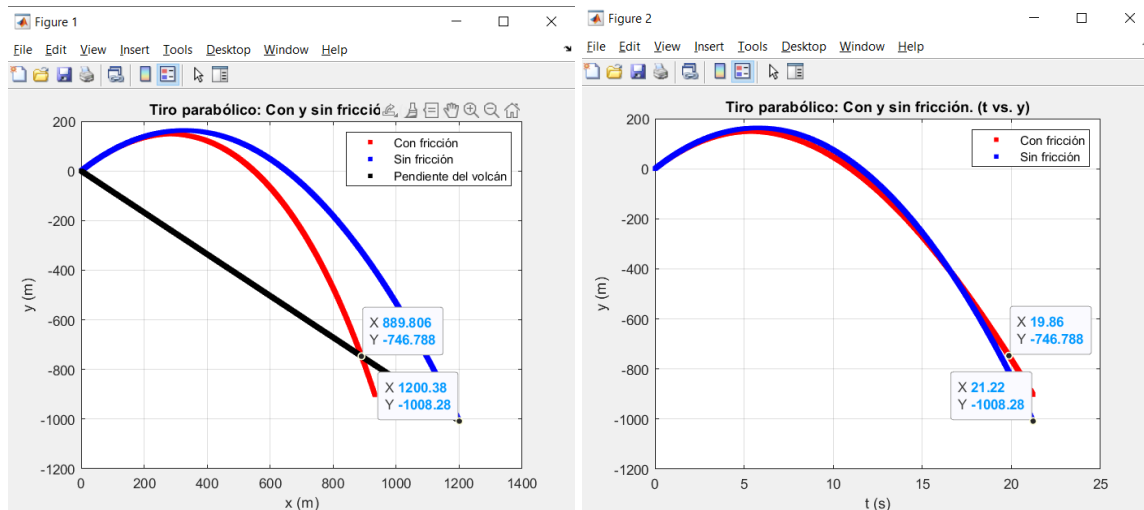 Figure 1
File Edit View Insert Tools Desktop Window Help
Tiro parabólico: Con y sin fricció
200
0
-200
-400
-600
-800
-1000
-1200
y (m)
Con fricción
Sin fricción
Pendiente del volcán
X 889.806
Y -746.788
X 1200.38
Y -1008.28
0 200 400 600 800 1000 1200 1400
x (m)
Figure 2
File Edit View Insert Tools Desktop Window Help
Tiro parabólico: Con y sin fricción. (t vs. y)
200
0
-200
-400
-600
-800
-1000
-1200
y (m)
Con fricción
Sin fricción
X 19.86
Y -746.788
X 21.22
Y -1008.28
0 5 10 15 20 25
t (s)